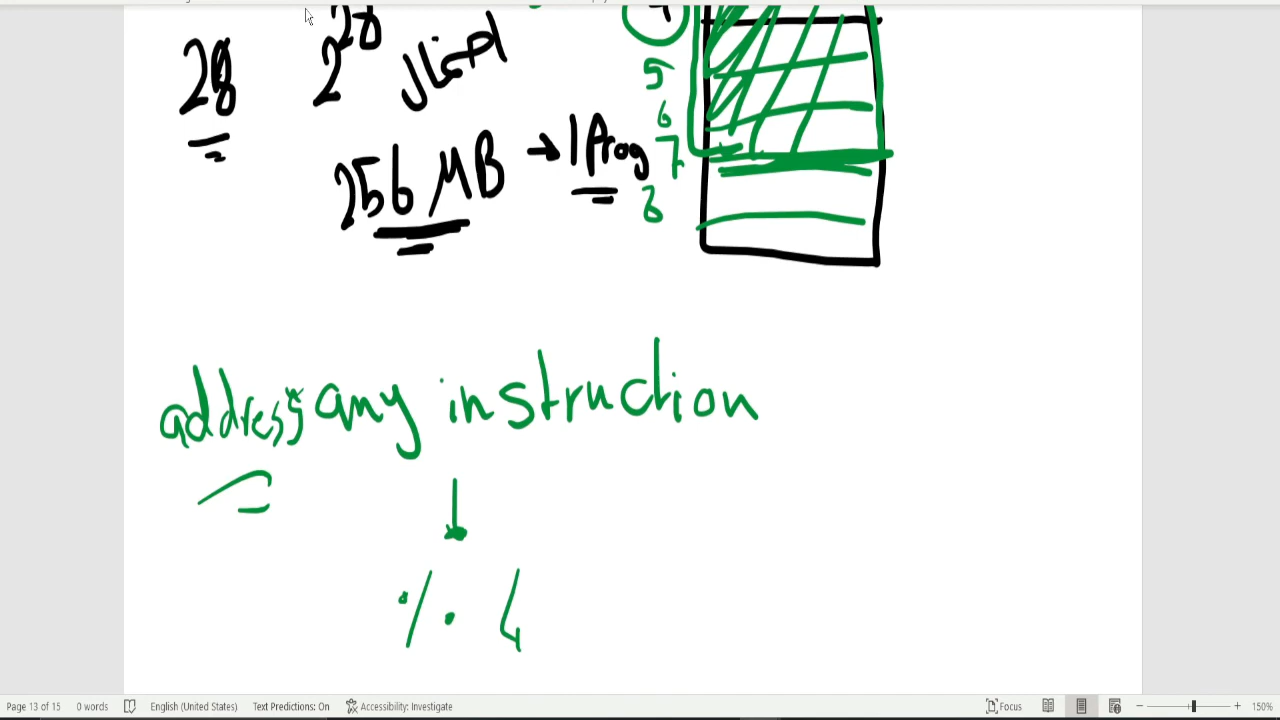 28 2^28 احتمال
256 MB → 1 Prog
5
6
7
8
address any instruction
% 4
Page 13 of 15 0 words English (United States) Text Predictions: On Accessibility: Investigate Focus 150%